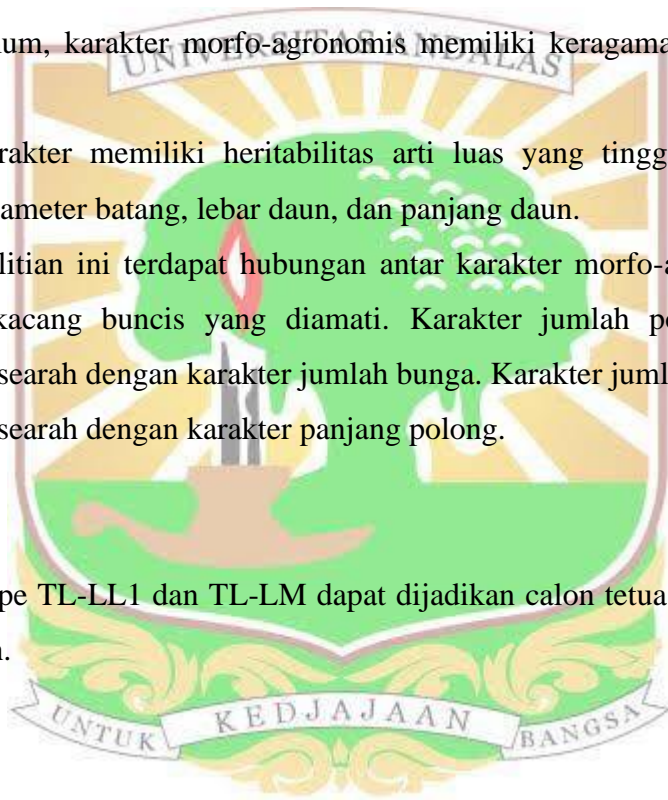 UNIVERSITAS ANDALAS
num, karakter morfo-agronomis memiliki keragama
rakter memiliki heritabilitas arti luas yang tingg
ameter batang, lebar daun, dan panjang daun.
litian ini terdapat hubungan antar karakter morfo-a
kacang buncis yang diamati. Karakter jumlah po
searah dengan karakter jumlah bunga. Karakter juml
searah dengan karakter panjang polong.
pe TL-LL1 dan TL-LM dapat dijadikan calon tetua
UNTUK KEDJAJAAN BANGSA